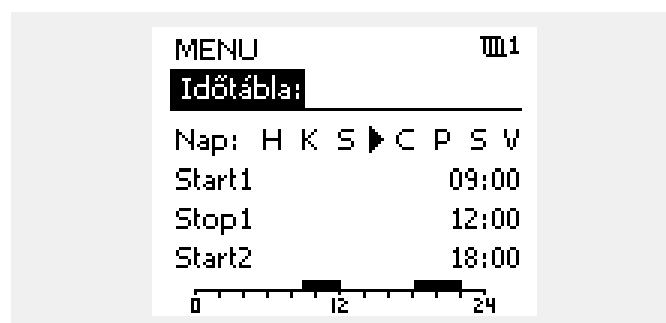 MENU 1
Időtábla:
Nap: H K S ▶ C P S V
Start1 09:00
Stop1 12:00
Start2 18:00
0 12 24